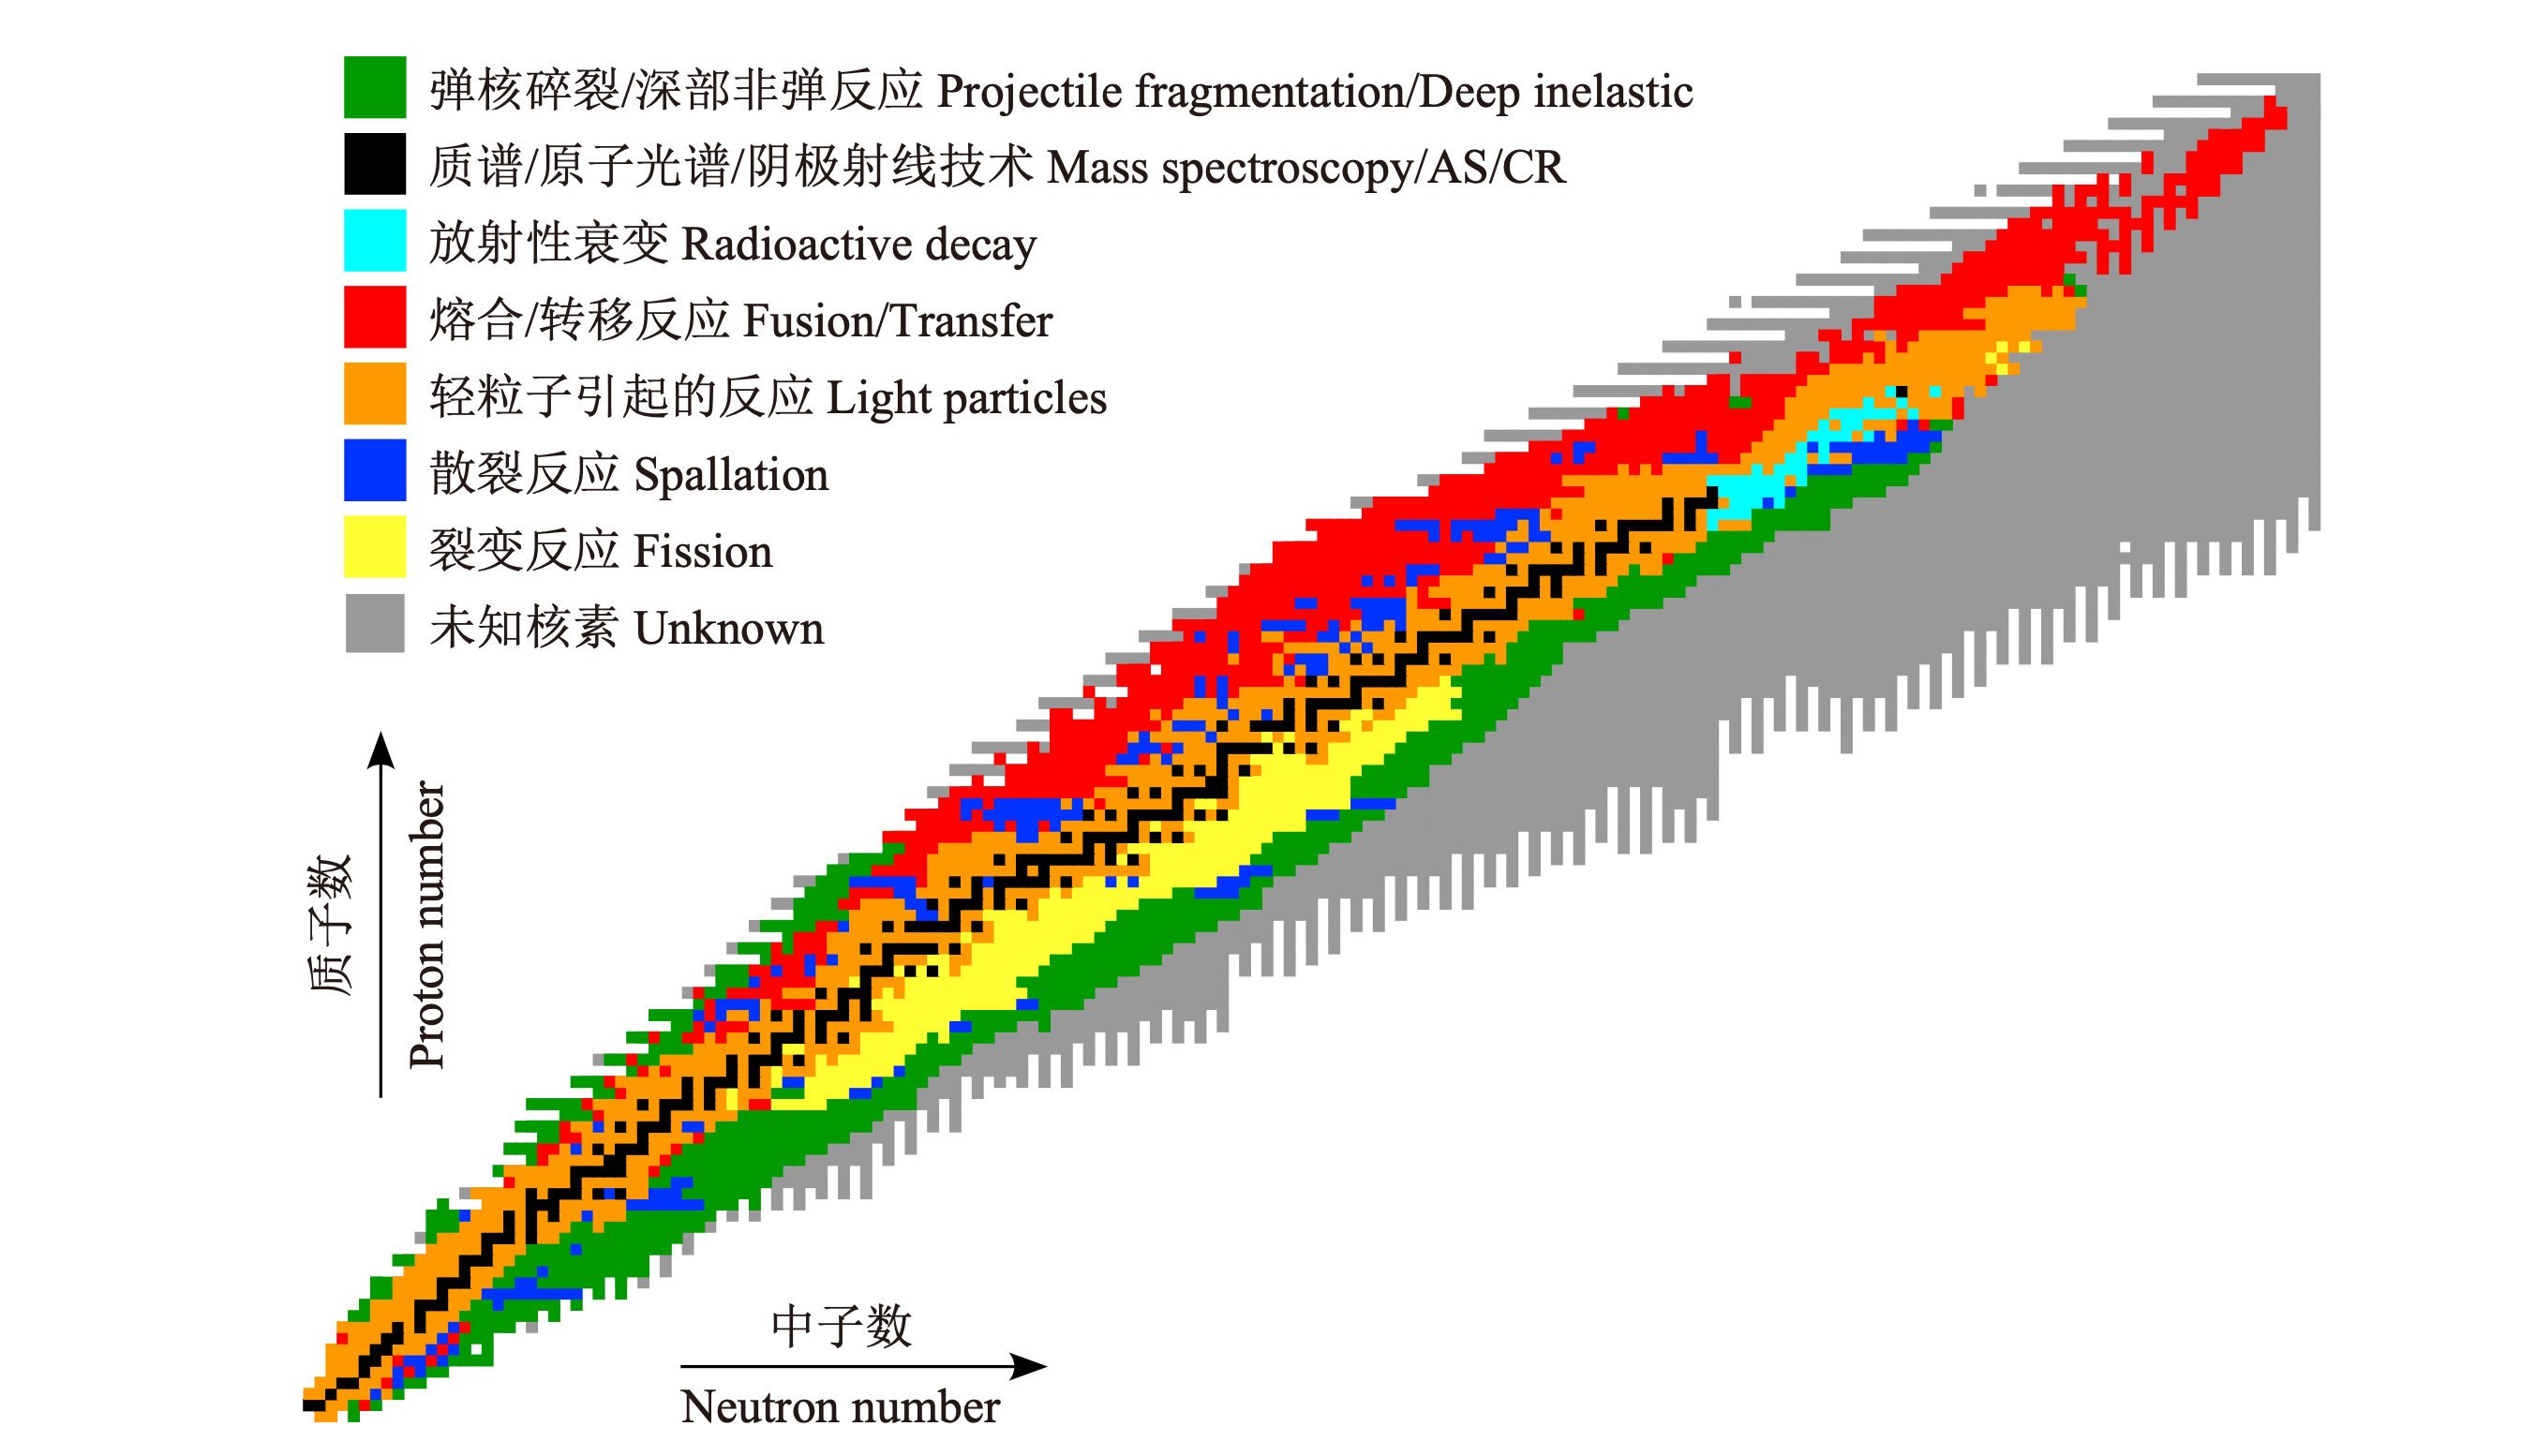 弹核碎裂/深部非弹反应 Projectile fragmentation/Deep inelastic
质谱/原子光谱/阴极射线技术 Mass spectroscopy/AS/CR
放射性衰变 Radioactive decay
熔合/转移反应 Fusion/Transfer
轻粒子引起的反应 Light particles
散裂反应 Spallation
裂变反应 Fission
未知核素 Unknown
质子数
Proton number
中子数
Neutron number